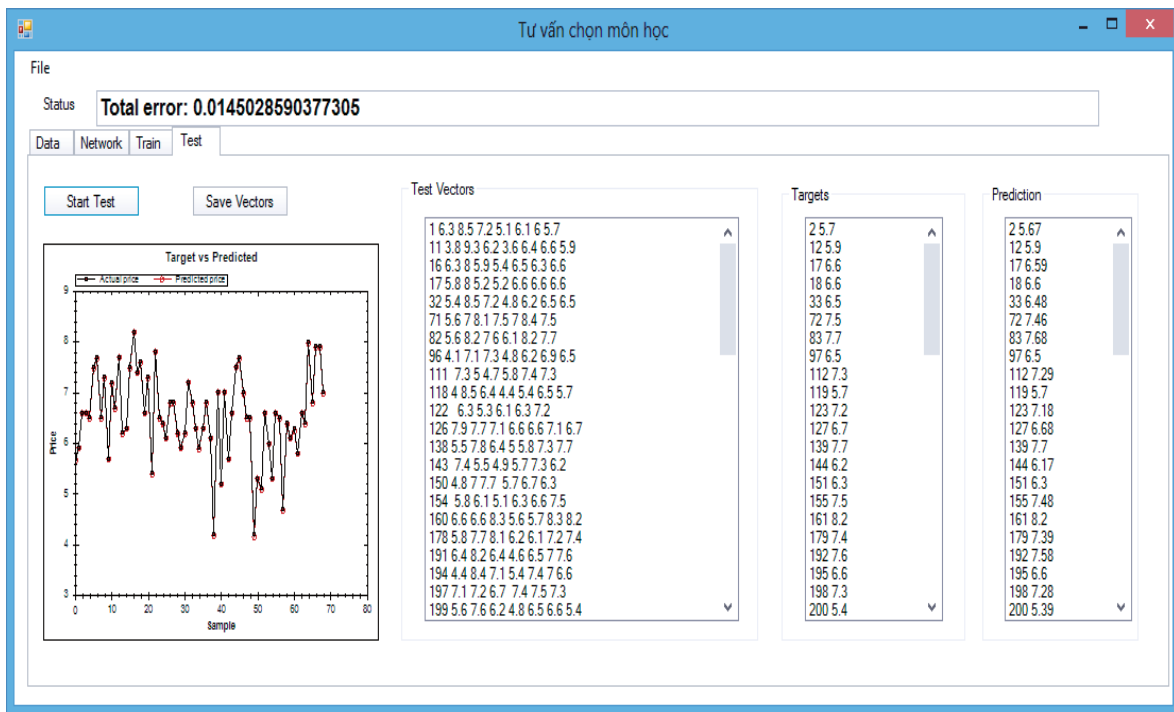 Tư vấn chọn môn học
File
Status Total error: 0.0145028590377305
Data Network Train Test
Start Test
Save Vectors
Target vs Predicted
Actual price Predicted price
9
8
7
6
5
4
3
Price
0 10 20 30 40 50 60 70 80
Sample
Test Vectors
1 6.3 8.5 7.2 5.1 6.1 6 5.7
11 3.8 9.3 6.2 3.6 6.4 6.6 5.9
16 6.3 8 5.9 5.4 6.5 6.3 6.6
17 5.8 8 5.2 5.2 6.6 6.6 6.6
32 5.4 8.5 7.2 4.8 6.2 6.5 6.5
71 5.6 7 8.1 7.5 7 8.4 7.5
82 5.6 8.2 7 6 6.1 8.2 7.7
96 4.1 7.1 7.3 4.8 6.2 6.9 6.5
111 7.3 5 4.7 5.8 7.4 7.3
118 4 8.5 6.4 4.4 5.4 6.5 5.7
122 6.3 5.3 6.1 6.3 7.2
126 7.9 7.7 7.1 6.6 6.6 7.1 6.7
138 5.5 7.8 6.4 5 5.8 7.3 7.7
143 7.4 5.5 4.9 5.7 7.3 6.2
150 4.8 7 7.7 5.7 6.7 6.3
154 5.8 6.1 5.1 6.3 6.6 7.5
160 6.6 6.6 8.3 5.6 5.7 8.3 8.2
178 5.8 7.7 8.1 6.2 6.1 7.2 7.4
191 6.4 8.2 6.4 4.6 6.5 7 7.6
194 4.4 8.4 7.1 5.4 7.4 7 6.6
197 7.1 7.2 6.7 7.4 7.5 7.3
199 5.6 7.6 6.2 4.8 6.5 6.6 5.4
Targets
2 5.7
12 5.9
17 6.6
18 6.6
33 6.5
72 7.5
83 7.7
97 6.5
112 7.3
119 5.7
123 7.2
127 6.7
139 7.7
144 6.2
151 6.3
155 7.5
161 8.2
179 7.4
192 7.6
195 6.6
198 7.3
200 5.4
Prediction
2 5.67
12 5.9
17 6.59
18 6.6
33 6.48
72 7.46
83 7.68
97 6.5
112 7.29
119 5.7
123 7.18
127 6.68
139 7.7
144 6.17
151 6.3
155 7.48
161 8.2
179 7.39
192 7.58
195 6.6
198 7.28
200 5.39